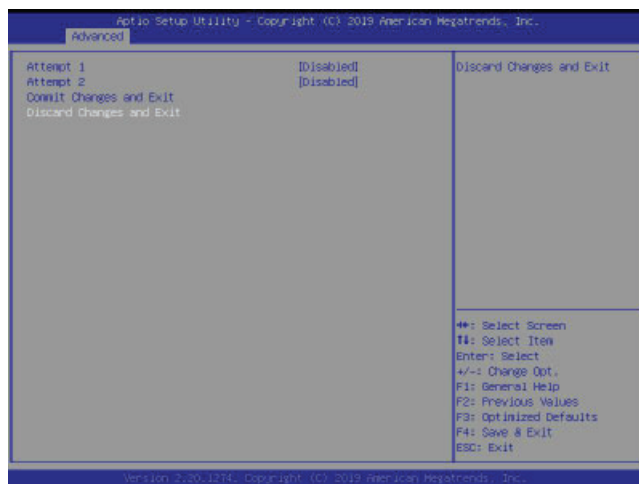 Aptio Setup Utility - Copyright (C) 2019 American Megatrends, Inc.
Advanced
Attempt 1 [Disabled]
Attempt 2 [Disabled]
Commit Changes and Exit
Discard Changes and Exit
Discard Changes and Exit
↔: Select Screen
↑↓: Select Item
Enter: Select
+/-: Change Opt.
F1: General Help
F2: Previous Values
F3: Optimized Defaults
F4: Save & Exit
ESC: Exit
Version 2.20.1274. Copyright (C) 2019 American Megatrends, Inc.